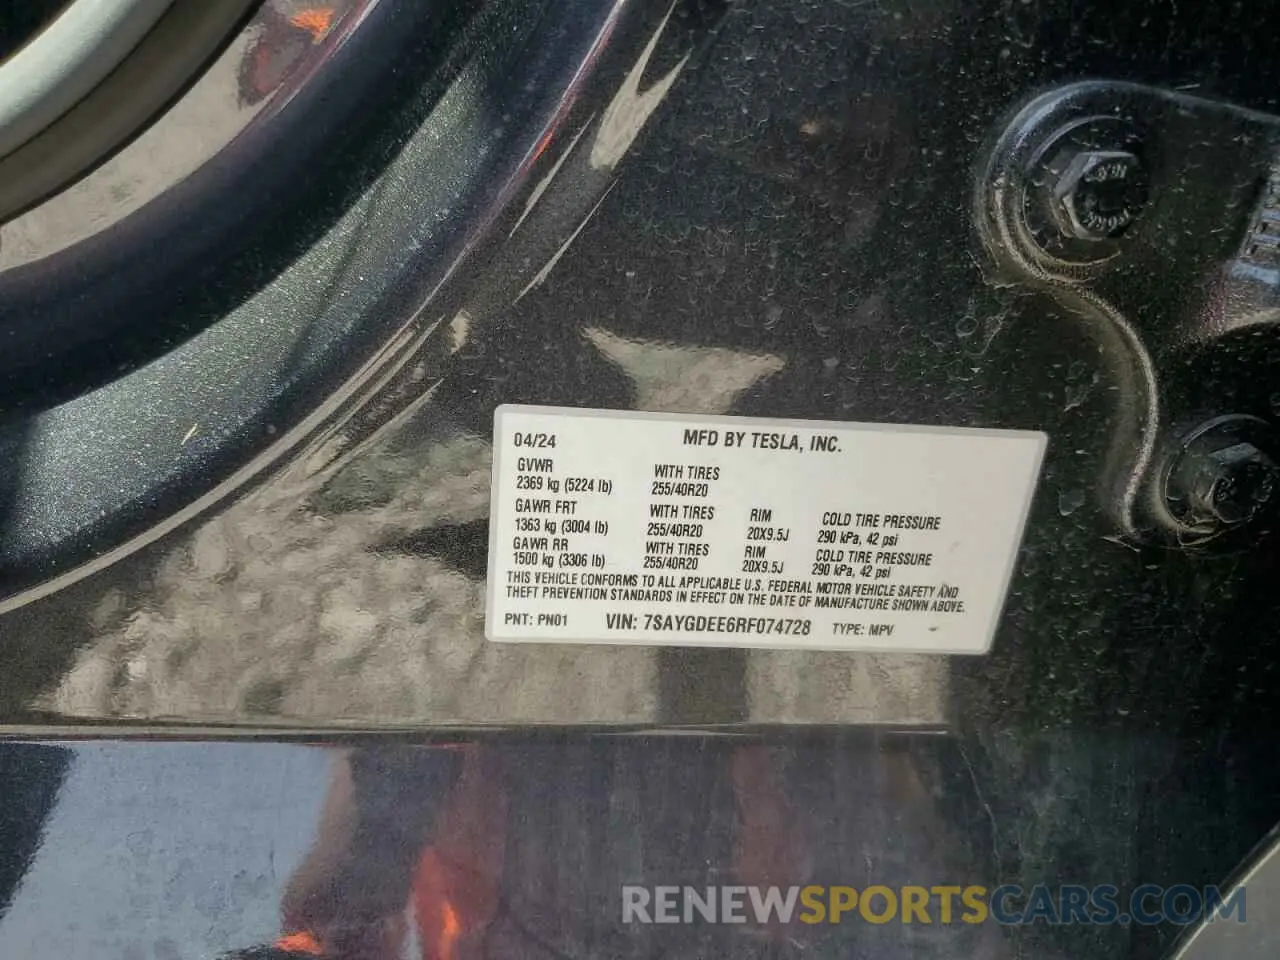 04/24 MFD BY TESLA, INC.
GVWR WITH TIRES
2369 kg (5224 lb) 255/40R20
GAWR FRT WITH TIRES RIM COLD TIRE PRESSURE
1363 kg (3004 lb) 255/40R20 20X9.5J 290 kPa, 42 psi
GAWR RR WITH TIRES RIM COLD TIRE PRESSURE
1500 kg (3306 lb) 255/40R20 20X9.5J 290 kPa, 42 psi
THIS VEHICLE CONFORMS TO ALL APPLICABLE U.S. FEDERAL MOTOR VEHICLE SAFETY AND
THEFT PREVENTION STANDARDS IN EFFECT ON THE DATE OF MANUFACTURE SHOWN ABOVE.
PNT: PN01 VIN: 7SAYGDEE6RF074728 TYPE: MPV
RENEWSPORTSCARS.COM